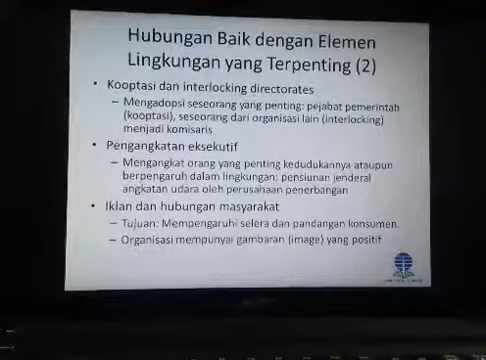 Hubungan Baik dengan Elemen
Lingkungan yang Terpenting (2)
• Kooptasi dan interlocking directorates
– Mengadopsi seseorang yang penting: pejabat pemerintah
(kooptasi), seseorang dari organisasi lain (interlocking)
menjadi komisaris
• Pengangkatan eksekutif
– Mengangkat orang yang penting kedudukannya ataupun
berpengaruh dalam lingkungan: pensiunan jenderal
angkatan udara oleh perusahaan penerbangan
• Iklan dan hubungan masyarakat
– Tujuan: Mempengaruhi selera dan pandangan konsumen.
– Organisasi mempunyai gambaran (image) yang positif